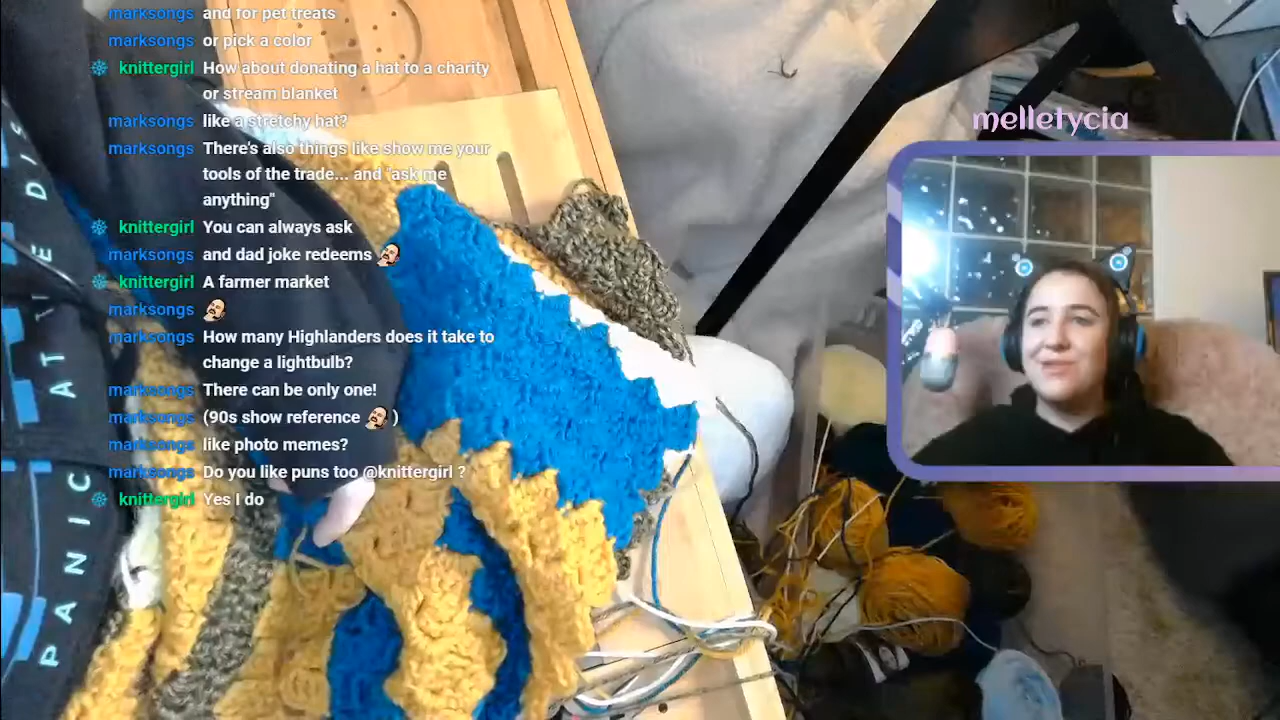 marksongs and for pet treats
marksongs or pick a color
knittergirl How about donating a hat to a charity
or stream blanket
marksongs like a stretchy hat?
marksongs There's also things like show me your
tools of the trade... and "ask me
anything"
knittergirl You can always ask
marksongs and dad joke redeems
knittergirl A farmer market
marksongs
marksongs How many Highlanders does it take to
change a lightbulb?
marksongs There can be only one!
marksongs (90s show reference )
marksongs like photo memes?
marksongs Do you like puns too @knittergirl ?
knittergirl Yes I do
melletycia
PANIC AT THE DIS